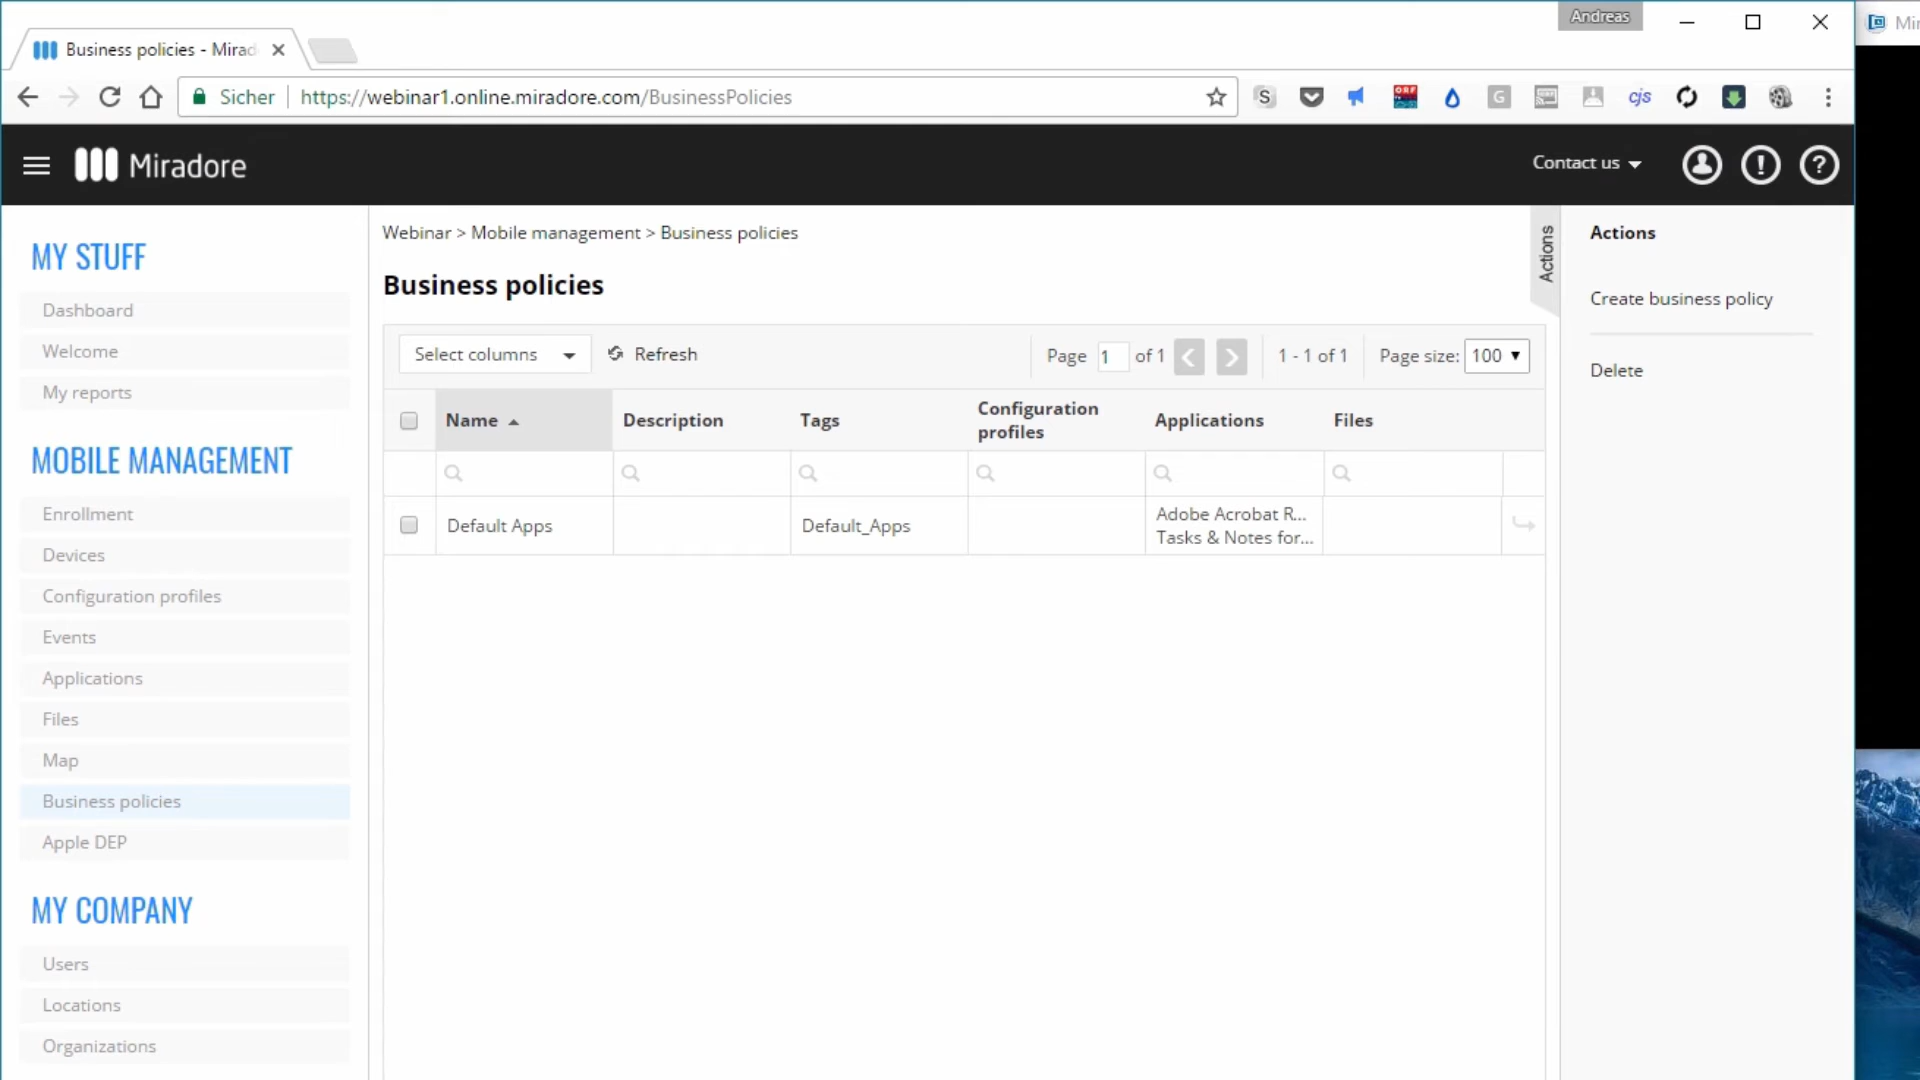 Andreas
Business policies - Mirad
Sicher
https://webinar1.online.miradore.com/BusinessPolicies
S
ORF
G
cjs
Miradore
Contact us
MY STUFF
Dashboard
Welcome
My reports
MOBILE MANAGEMENT
Enrollment
Devices
Configuration profiles
Events
Applications
Files
Map
Business policies
Apple DEP
MY COMPANY
Users
Locations
Organizations
Webinar > Mobile management > Business policies
Business policies
Select columns
Refresh
Page 1 of 1
1 - 1 of 1
Page size: 100
Name
Description
Tags
Configuration profiles
Applications
Files
Default Apps
Default_Apps
Adobe Acrobat R...
Tasks & Notes for...
Actions
Actions
Create business policy
Delete